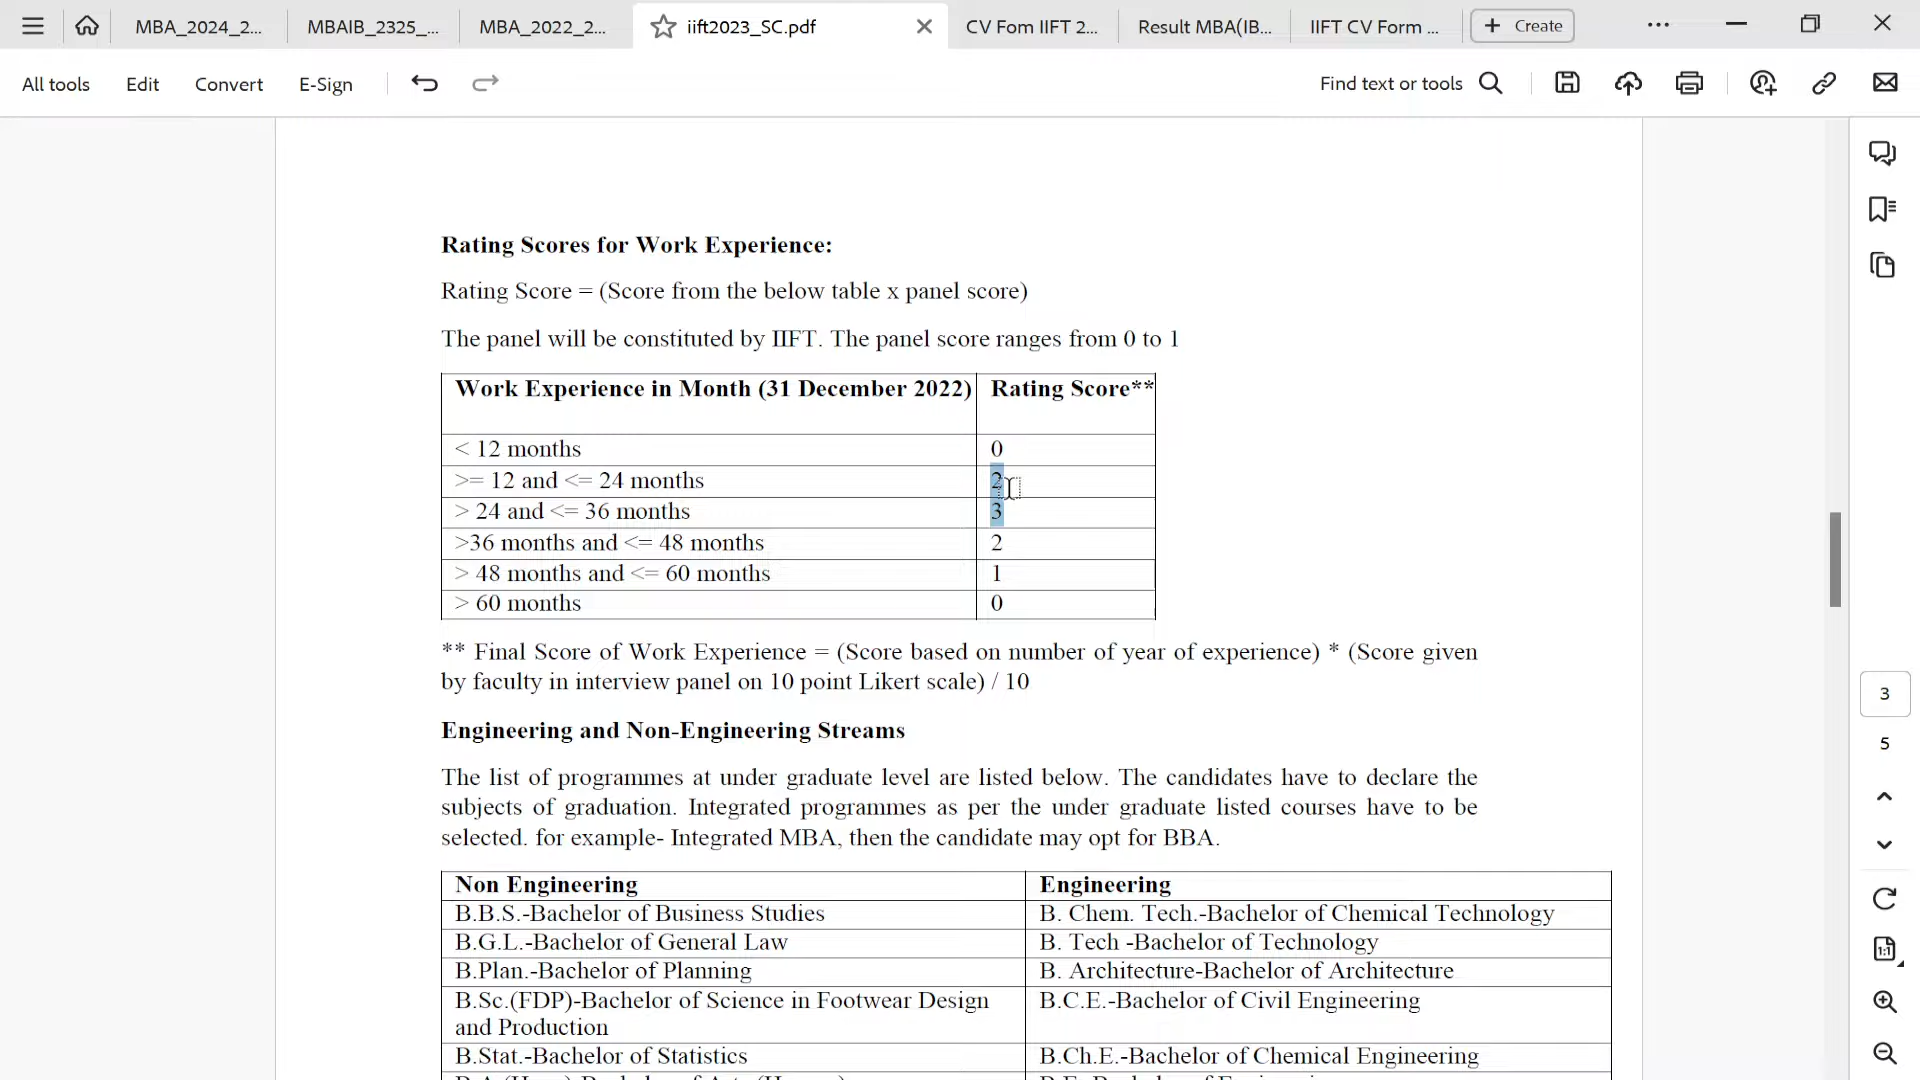 MBA_2024_2...
MBAIB_2325_...
MBA_2022_2...
iift2023_SC.pdf
CV Fom IIFT 2...
Result MBA(IB...
IIFT CV Form ...
+ Create
All tools
Edit
Convert
E-Sign
Find text or tools
Rating Scores for Work Experience:
Rating Score = (Score from the below table x panel score)
The panel will be constituted by IIFT. The panel score ranges from 0 to 1
Work Experience in Month (31 December 2022) Rating Score**
< 12 months 0
>= 12 and <= 24 months 2
> 24 and <= 36 months 3
>36 months and <= 48 months 2
> 48 months and <= 60 months 1
> 60 months 0
** Final Score of Work Experience = (Score based on number of year of experience) * (Score given
by faculty in interview panel on 10 point Likert scale) / 10
Engineering and Non-Engineering Streams
The list of programmes at under graduate level are listed below. The candidates have to declare the
subjects of graduation. Integrated programmes as per the under graduate listed courses have to be
selected. for example- Integrated MBA, then the candidate may opt for BBA.
Non Engineering Engineering
B.B.S.-Bachelor of Business Studies B. Chem. Tech.-Bachelor of Chemical Technology
B.G.L.-Bachelor of General Law B. Tech -Bachelor of Technology
B.Plan.-Bachelor of Planning B. Architecture-Bachelor of Architecture
B.Sc.(FDP)-Bachelor of Science in Footwear Design B.C.E.-Bachelor of Civil Engineering
and Production
B.Stat.-Bachelor of Statistics B.Ch.E.-Bachelor of Chemical Engineering
3
5
1:1